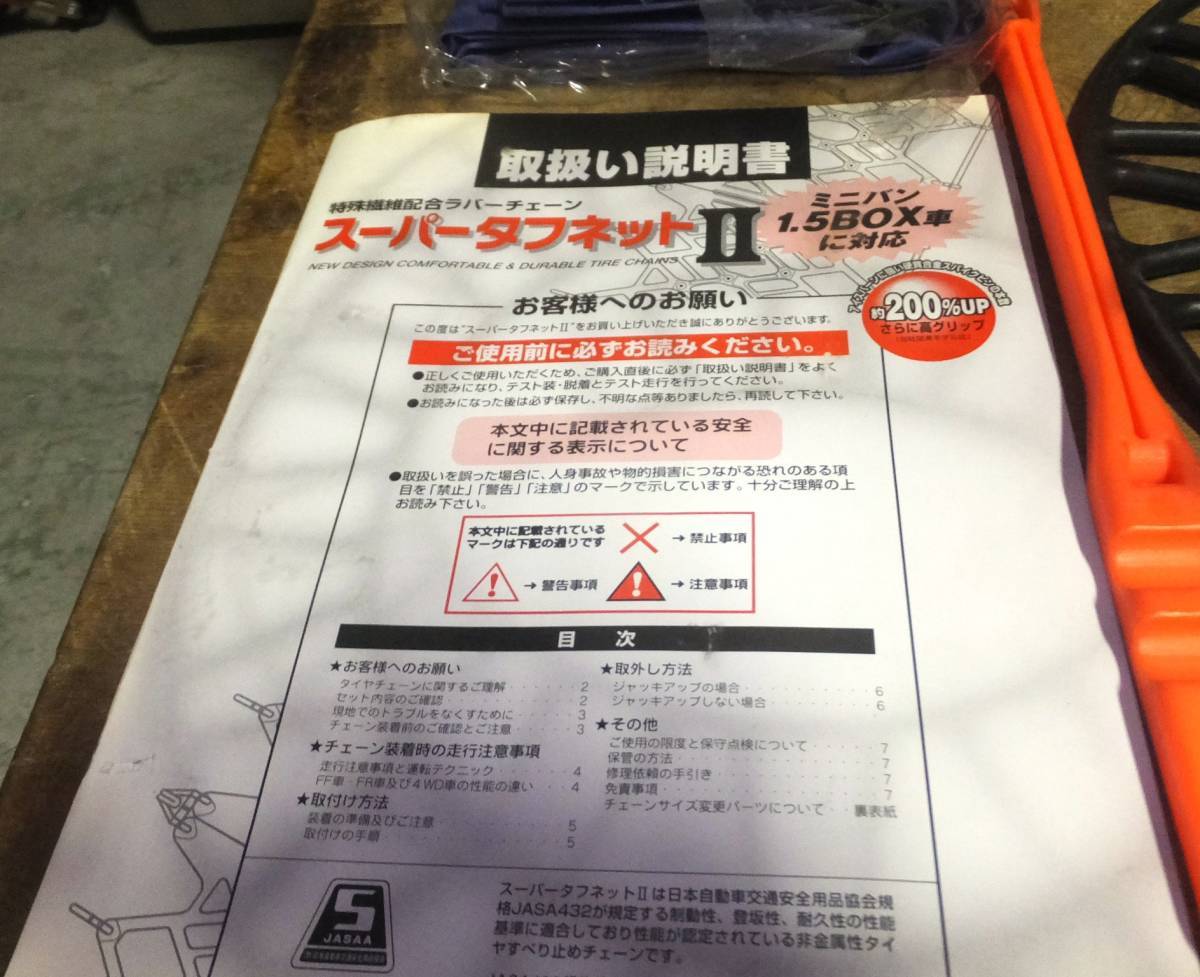 取扱い説明書
特殊繊維配合ラバーチェーン
スーパータフネットⅡ
NEW DESIGN COMFORTABLE & DURABLE TIRE CHAINS
ミニバン
1.5BOX車
に対応
約200%UP
さらに高グリップ
お客様へのお願い
この度は"スーパータフネットⅡ"をお買い上げいただき誠にありがとうございます。
ご使用前に必ずお読みください。
●正しくご使用いただくため、ご購入直後に必ず「取扱い説明書」をよく
お読みになり、テスト装・脱着とテスト走行を行ってください。
●お読みになった後は必ず保存し、不明な点等ありましたら、再読して下さい。
本文中に記載されている安全
に関する表示について
●取扱いを誤った場合に、人身事故や物的損害につながる恐れのある項
目を「禁止」「警告」「注意」のマークで示しています。十分ご理解の上
お読み下さい。
本文中に記載されている
マークは下記の通りです
→禁止事項
→警告事項
→注意事項
目次
★お客様へのお願い
タイヤチェーンに関するご理解・・・・・・2
セット内容のご確認・・・・・・2
現地でのトラブルをなくすために・・・・・・3
チェーン装着前のご確認とご注意・・・・・・3
★チェーン装着時の走行注意事項
走行注意事項と運転テクニック・・・・・・4
FF車・FR車及び4WD車の性能の違い・・・4
★取付け方法
装着の準備及びご注意・・・・・・5
取付けの手順・・・・・・5
★取外し方法
ジャッキアップの場合・・・・・・6
ジャッキアップしない場合・・・・・・6
★その他
ご使用の限度と保守点検について・・・・・・7
保管の方法・・・・・・7
修理依頼の手引き・・・・・・7
免責事項・・・・・・7
チェーンサイズ変更パーツについて・・・裏表紙
S
JASAA
スーパータフネットⅡは日本自動車交通安全用品協会規
格JASA432が規定する制動性、登坂性、耐久性の性能
基準に適合しており性能が認定されている非金属性タイ
ヤすべり止めチェーンです。